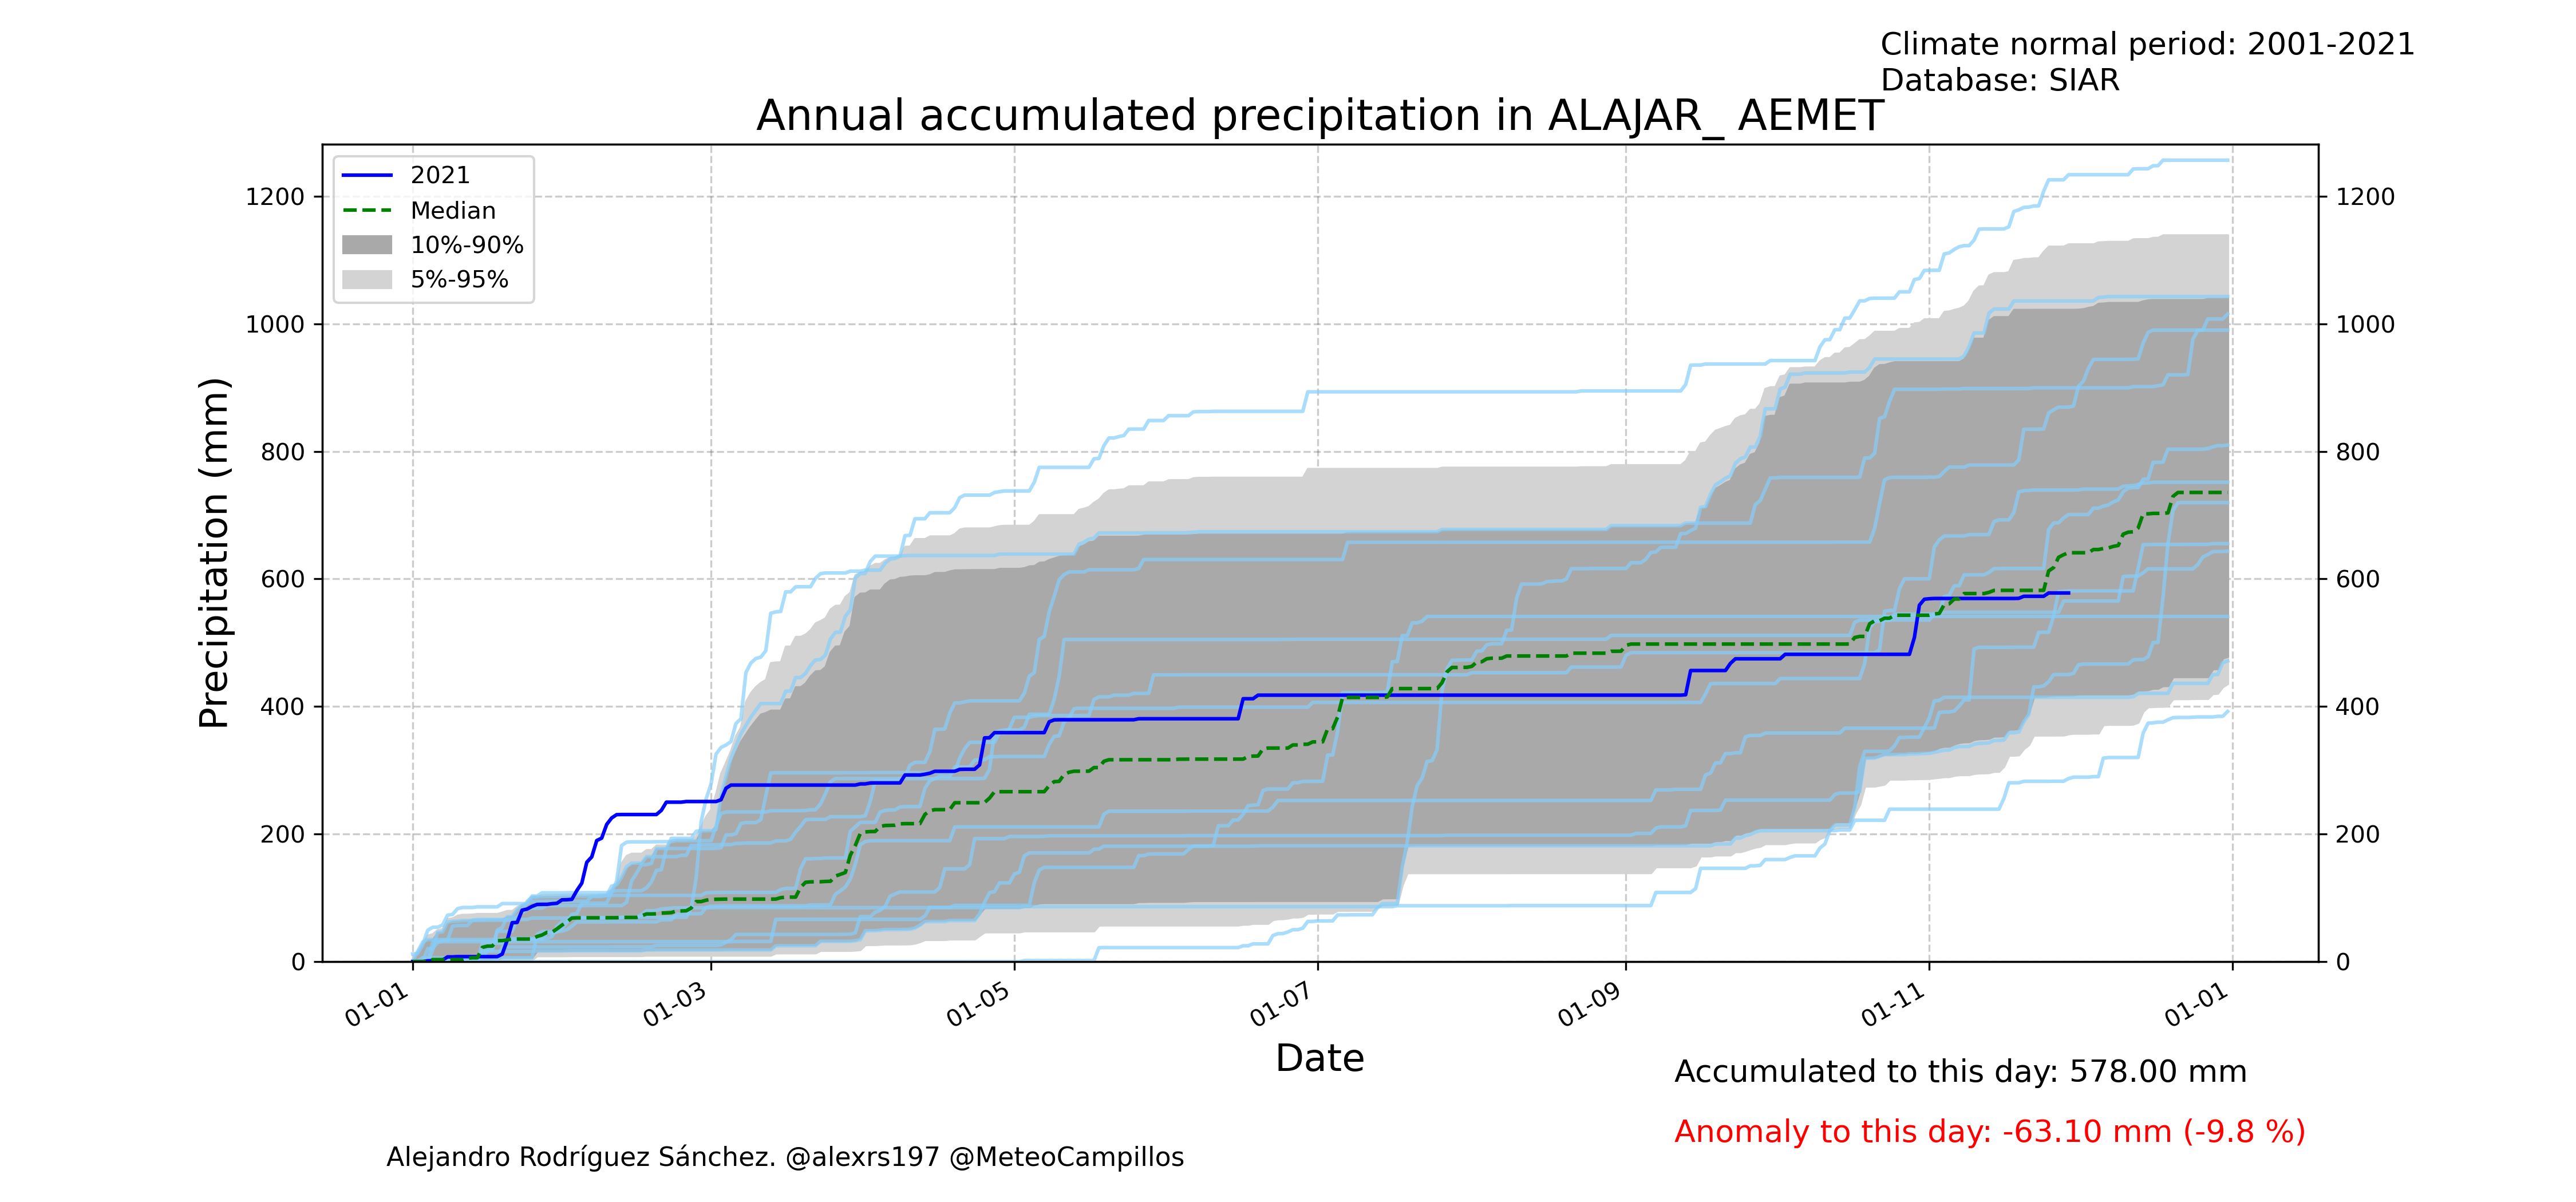 Climate normal period: 2001-2021
Database: SIAR
Annual accumulated precipitation in ALAJAR_ AEMET
2021
Median
10%-90%
5%-95%
Precipitation (mm)
1200
1000
800
600
400
200
0
1200
1000
800
600
400
200
0
01-01
01-03
01-05
01-07
01-09
01-11
01-01
Date
Accumulated to this day: 578.00 mm
Anomaly to this day: -63.10 mm (-9.8 %)
Alejandro Rodríguez Sánchez. @alexrs197 @MeteoCampillos